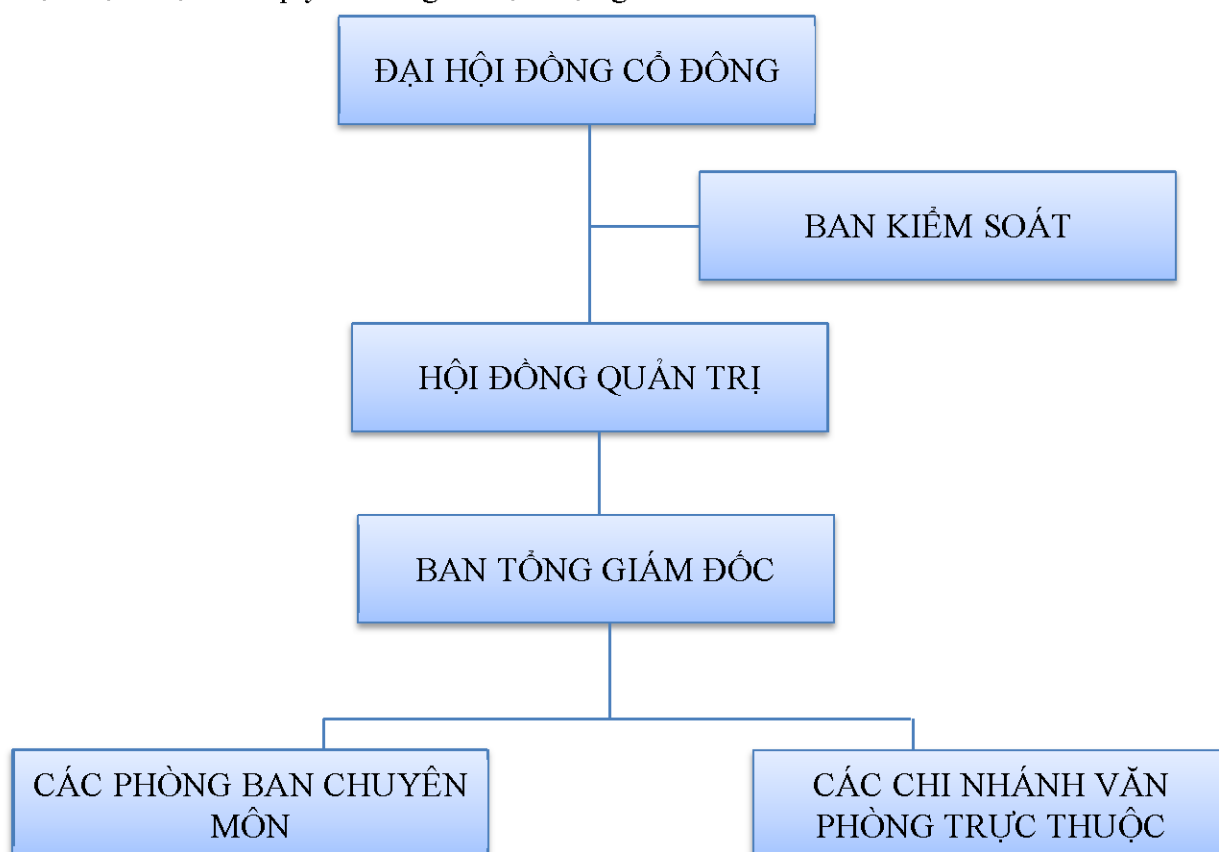 ĐẠI HỘI ĐỒNG CỔ ĐÔNG
BAN KIỂM SOÁT
HỘI ĐỒNG QUẢN TRỊ
BAN TỔNG GIÁM ĐỐC
CÁC PHÒNG BAN CHUYÊN
MÔN
CÁC CHI NHÁNH VĂN
PHÒNG TRỰC THUỘC